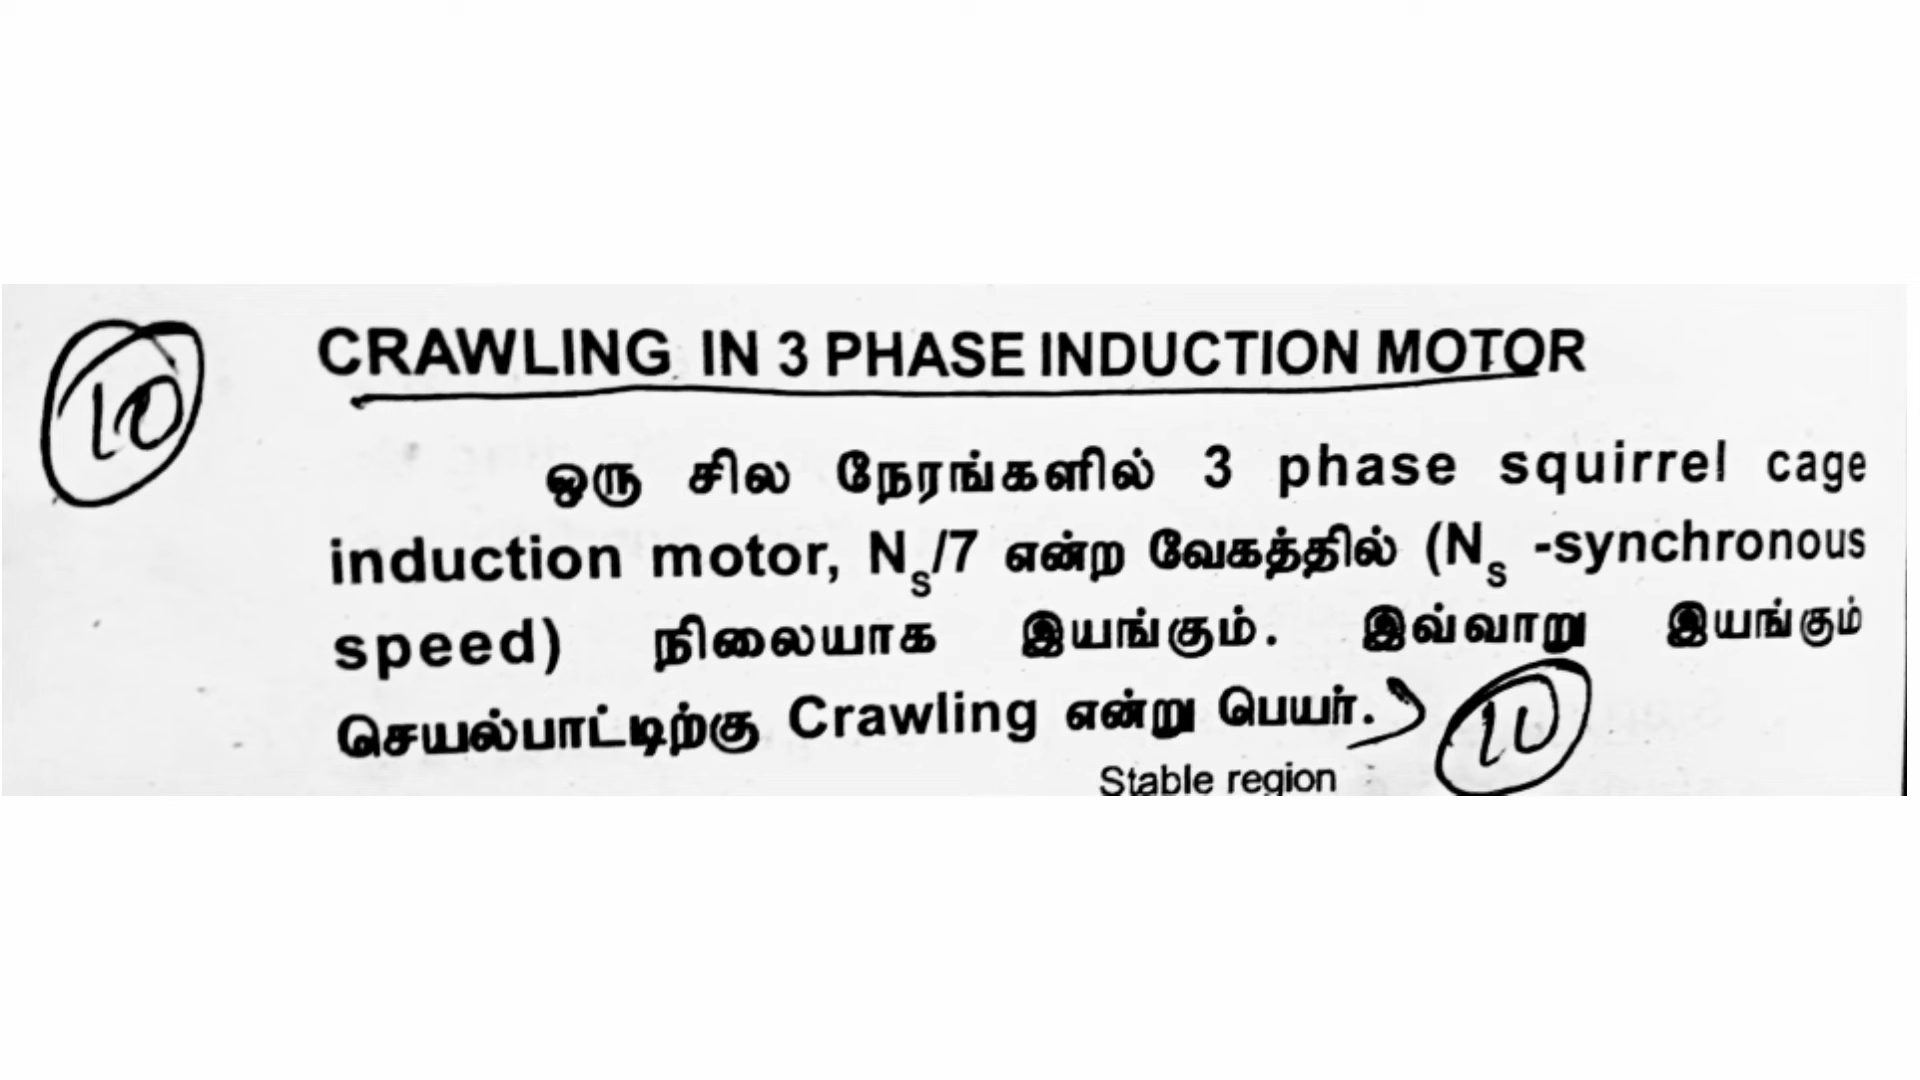 10
CRAWLING IN 3 PHASE INDUCTION MOTOR
ஒரு சில நேரங்களில் 3 phase squirrel cage
induction motor, Ns/7 என்ற வேகத்தில் (Ns -synchronous
speed) நிலையாக இயங்கும். இவ்வாறு இயங்கும்
செயல்பாட்டிற்கு Crawling என்று பெயர்.
Stable region